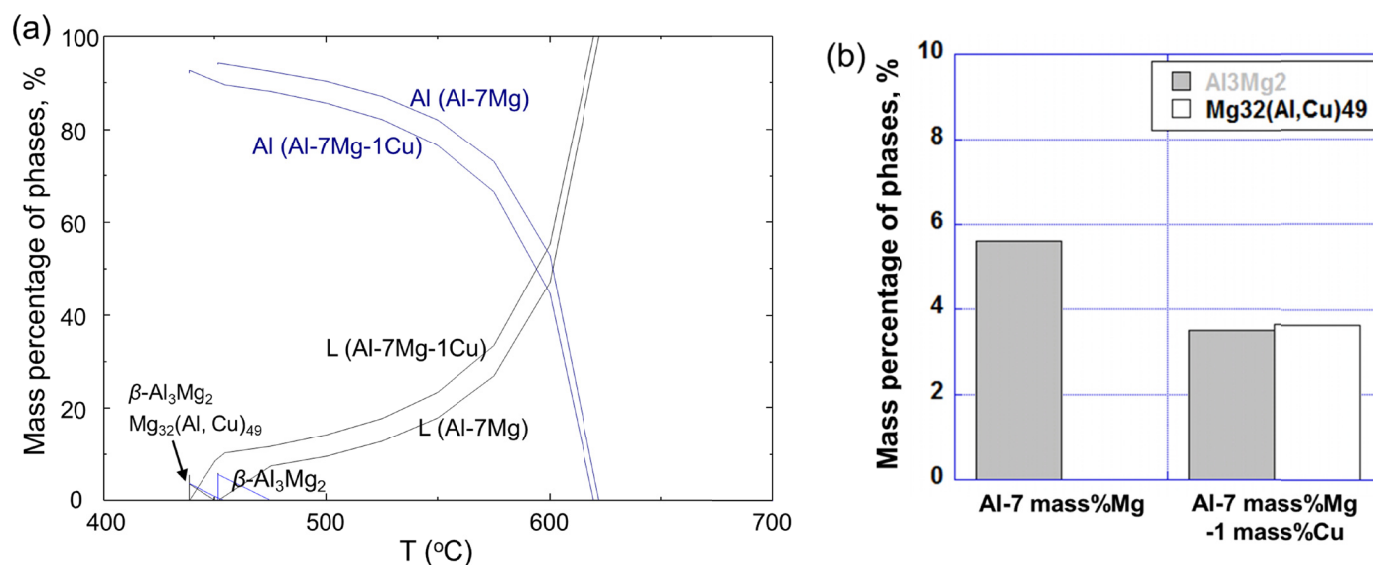 (a)
Mass percentage of phases, %
100
80
60
40
20
0
400
500
600
700
T (°C)
Al (Al-7Mg)
Al (Al-7Mg-1Cu)
L (Al-7Mg-1Cu)
L (Al-7Mg)
β-Al₃Mg₂
Mg₃₂(Al, Cu)₄₉
β-Al₃Mg₂
(b)
Mass percentage of phases, %
10
8
6
4
2
0
Al3Mg2
Mg32(Al,Cu)49
Al-7 mass%Mg
Al-7 mass%Mg
-1 mass%Cu